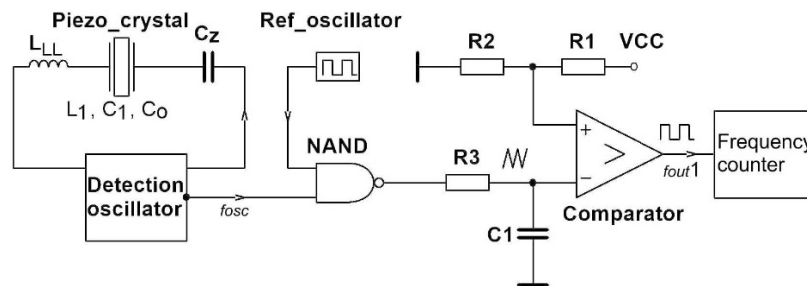 Piezo_crystal
Ref_oscillator
L_LL
Cz
R2
R1
VCC
L1, C1, Co
NAND
R3
+
−
>
fout1
Frequency
counter
Detection
oscillator
fosc
Comparator
C1